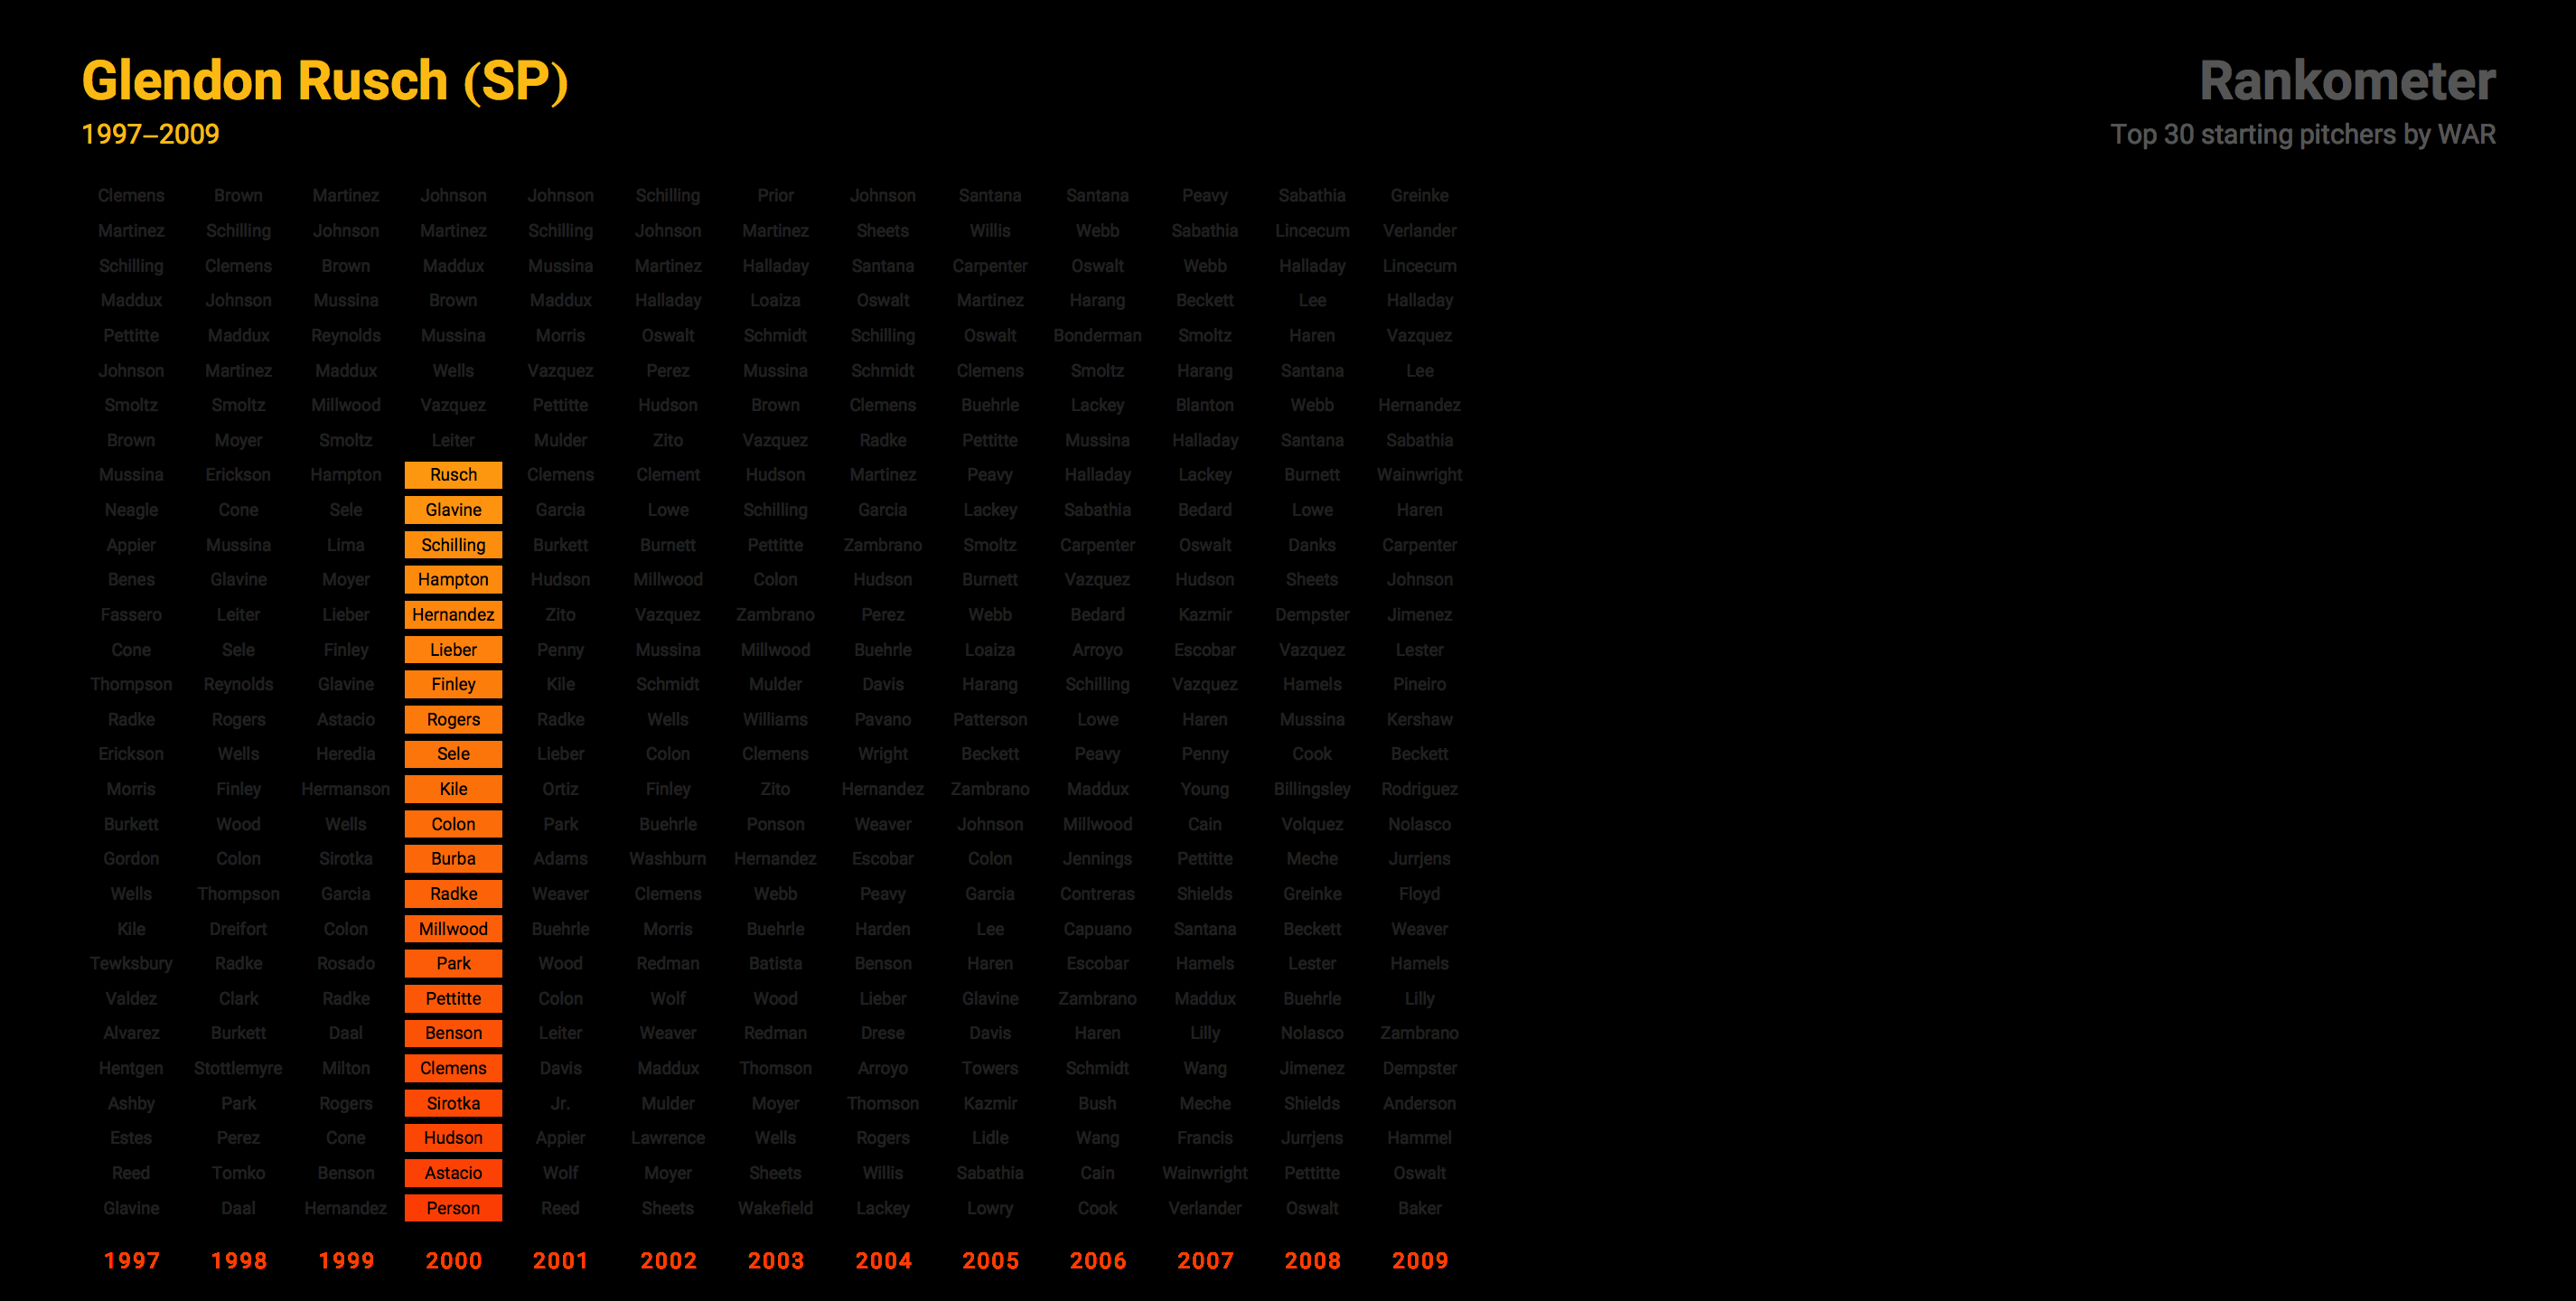 Glendon Rusch (SP)
1997–2009
Rankometer
Top 30 starting pitchers by WAR
Clemens Brown Martinez Johnson Johnson Schilling Prior Johnson Santana Santana Peavy Sabathia Greinke
Martinez Schilling Johnson Martinez Schilling Johnson Martinez Sheets Willis Webb Sabathia Lincecum Verlander
Schilling Clemens Brown Maddux Mussina Martinez Halladay Santana Carpenter Oswalt Webb Halladay Lincecum
Maddux Johnson Mussina Brown Maddux Halladay Loaiza Oswalt Martinez Harang Beckett Lee Halladay
Pettitte Maddux Reynolds Mussina Morris Oswalt Schmidt Schilling Oswalt Bonderman Smoltz Haren Vazquez
Johnson Martinez Maddux Wells Vazquez Perez Mussina Schmidt Clemens Smoltz Harang Santana Lee
Smoltz Smoltz Millwood Vazquez Pettitte Hudson Brown Clemens Buehrle Lackey Blanton Webb Hernandez
Brown Moyer Smoltz Leiter Mulder Zito Vazquez Radke Pettitte Mussina Halladay Santana Sabathia
Mussina Erickson Hampton Rusch Clemens Clement Hudson Martinez Peavy Halladay Lackey Burnett Wainwright
Neagle Cone Sele Glavine Garcia Lowe Schilling Garcia Lackey Sabathia Bedard Lowe Haren
Appier Mussina Lima Schilling Burkett Burnett Pettitte Zambrano Smoltz Carpenter Oswalt Danks Carpenter
Benes Glavine Moyer Hampton Hudson Millwood Colon Hudson Burnett Vazquez Hudson Sheets Johnson
Fassero Leiter Lieber Hernandez Zito Vazquez Zambrano Perez Webb Bedard Kazmir Dempster Jimenez
Cone Sele Finley Lieber Penny Mussina Millwood Buehrle Loaiza Arroyo Escobar Vazquez Lester
Thompson Reynolds Glavine Finley Kile Schmidt Mulder Davis Harang Schilling Vazquez Hamels Pineiro
Radke Rogers Astacio Rogers Radke Wells Williams Pavano Patterson Lowe Haren Mussina Kershaw
Erickson Wells Heredia Sele Lieber Colon Clemens Wright Beckett Peavy Penny Cook Beckett
Morris Finley Hermanson Kile Ortiz Finley Zito Hernandez Zambrano Maddux Young Billingsley Rodriguez
Burkett Wood Wells Colon Park Buehrle Ponson Weaver Johnson Millwood Cain Volquez Nolasco
Gordon Colon Sirotka Burba Adams Washburn Hernandez Escobar Colon Jennings Pettitte Meche Jurrjens
Wells Thompson Garcia Radke Weaver Clemens Webb Peavy Garcia Contreras Shields Greinke Floyd
Kile Dreifort Colon Millwood Buehrle Morris Buehrle Harden Lee Capuano Santana Beckett Weaver
Tewksbury Radke Rosado Park Wood Redman Batista Benson Haren Escobar Hamels Lester Hamels
Valdez Clark Radke Pettitte Colon Wolf Wood Lieber Glavine Zambrano Maddux Buehrle Lilly
Alvarez Burkett Daal Benson Leiter Weaver Redman Drese Davis Haren Lilly Nolasco Zambrano
Hentgen Stottlemyre Milton Clemens Davis Maddux Thomson Arroyo Towers Schmidt Wang Jimenez Dempster
Ashby Park Rogers Sirotka Jr. Mulder Moyer Thomson Kazmir Bush Meche Shields Anderson
Estes Perez Cone Hudson Appier Lawrence Wells Rogers Lidle Wang Francis Jurrjens Hammel
Reed Tomko Benson Astacio Wolf Moyer Sheets Willis Sabathia Cain Wainwright Pettitte Oswalt
Glavine Daal Hernandez Person Reed Sheets Wakefield Lackey Lowry Cook Verlander Oswalt Baker
1997 1998 1999 2000 2001 2002 2003 2004 2005 2006 2007 2008 2009